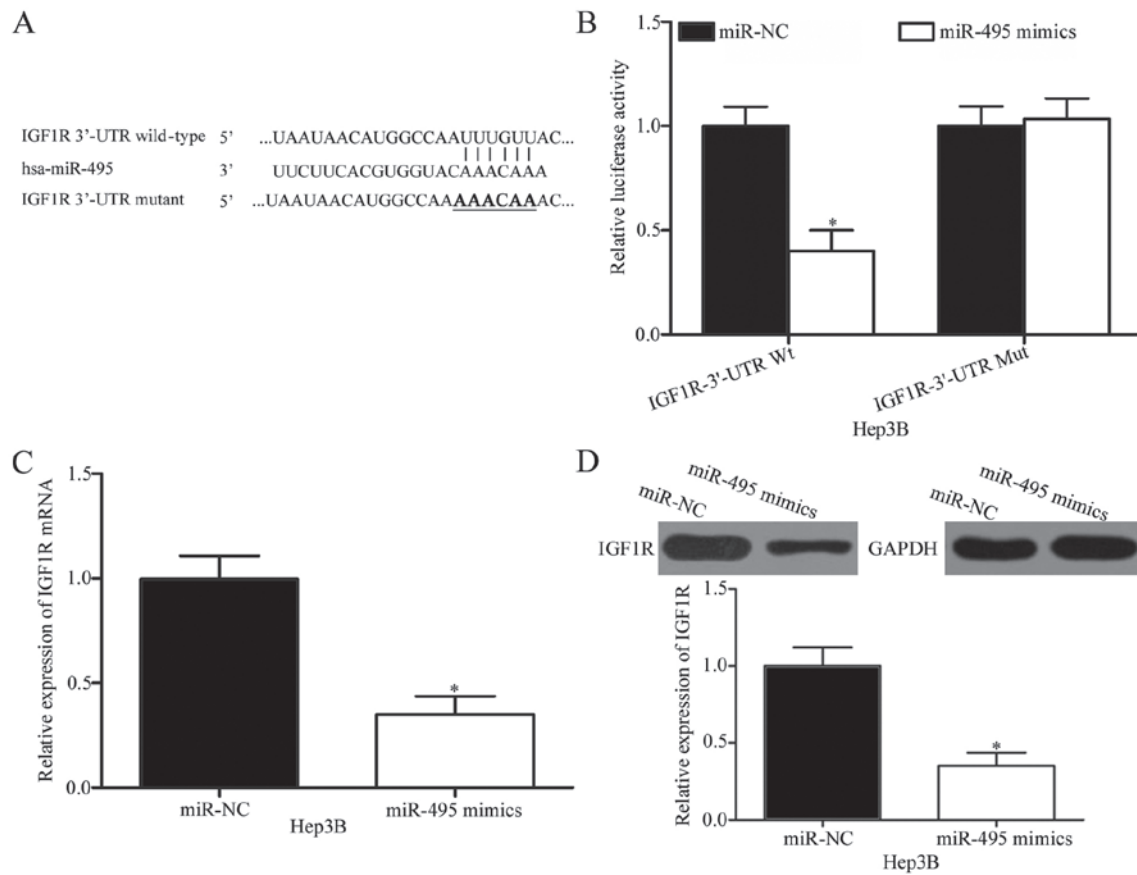 A
IGF1R 3’-UTR wild-type 5’ ...UAAUAACAUGGCCAAUUUGUUAC...
hsa-miR-495 3’ UUCUUCACGUGGUACAAACAAA
IGF1R 3’-UTR mutant 5’ ...UAAUAACAUGGCCAAAAACAAAC...
B
miR-NC miR-495 mimics
Relative luciferase activity
1.5
1.0
0.5
0.0
*
IGF1R-3'-UTR Wt IGF1R-3'-UTR Mut
Hep3B
C
Relative expression of IGF1R mRNA
1.5
1.0
0.5
0.0
*
miR-NC miR-495 mimics
Hep3B
D
miR-NC miR-495 mimics miR-NC miR-495 mimics
IGF1R GAPDH
Relative expression of IGF1R
1.5
1.0
0.5
0.0
*
miR-NC miR-495 mimics
Hep3B